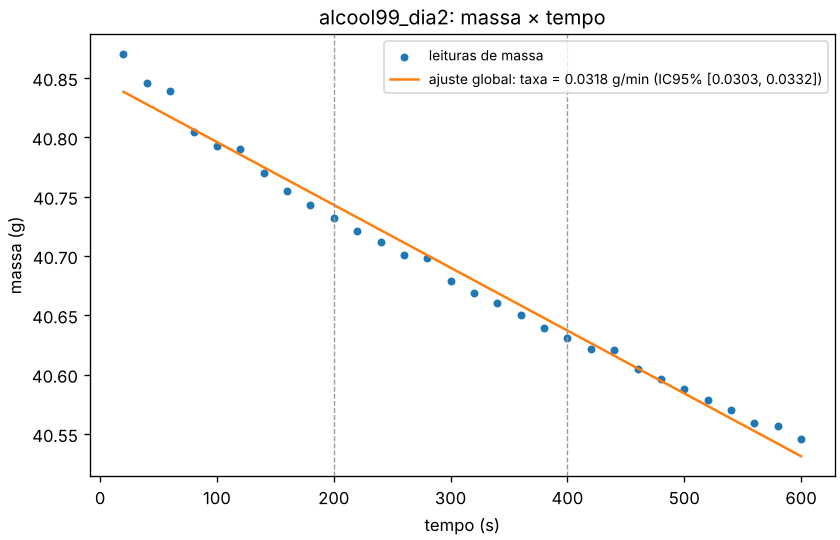 alcool99_dia2: massa × tempo
leituras de massa
ajuste global: taxa = 0.0318 g/min (IC95% [0.0303, 0.0332])
massa (g)
40.85
40.80
40.75
40.70
40.65
40.60
40.55
0 100 200 300 400 500 600
tempo (s)